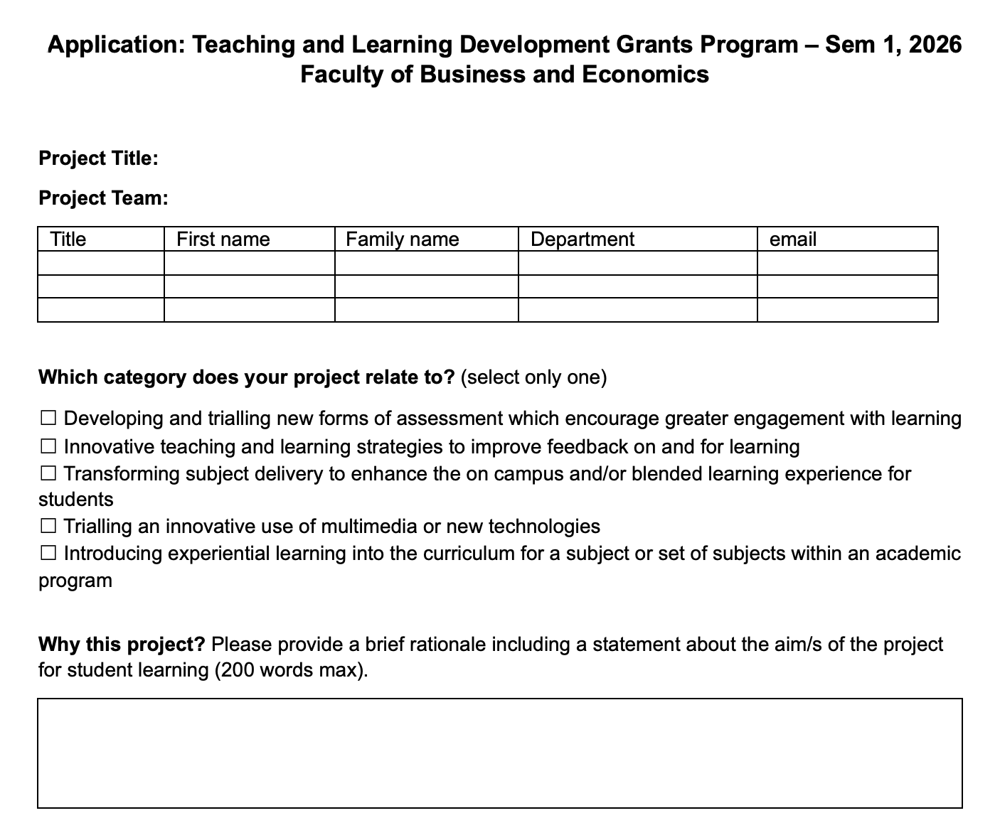 Application: Teaching and Learning Development Grants Program – Sem 1, 2026
Faculty of Business and Economics
Project Title:
Project Team:
Title First name Family name Department email
Which category does your project relate to? (select only one)
☐ Developing and trialling new forms of assessment which encourage greater engagement with learning
☐ Innovative teaching and learning strategies to improve feedback on and for learning
☐ Transforming subject delivery to enhance the on campus and/or blended learning experience for
students
☐ Trialling an innovative use of multimedia or new technologies
☐ Introducing experiential learning into the curriculum for a subject or set of subjects within an academic
program
Why this project? Please provide a brief rationale including a statement about the aim/s of the project
for student learning (200 words max).